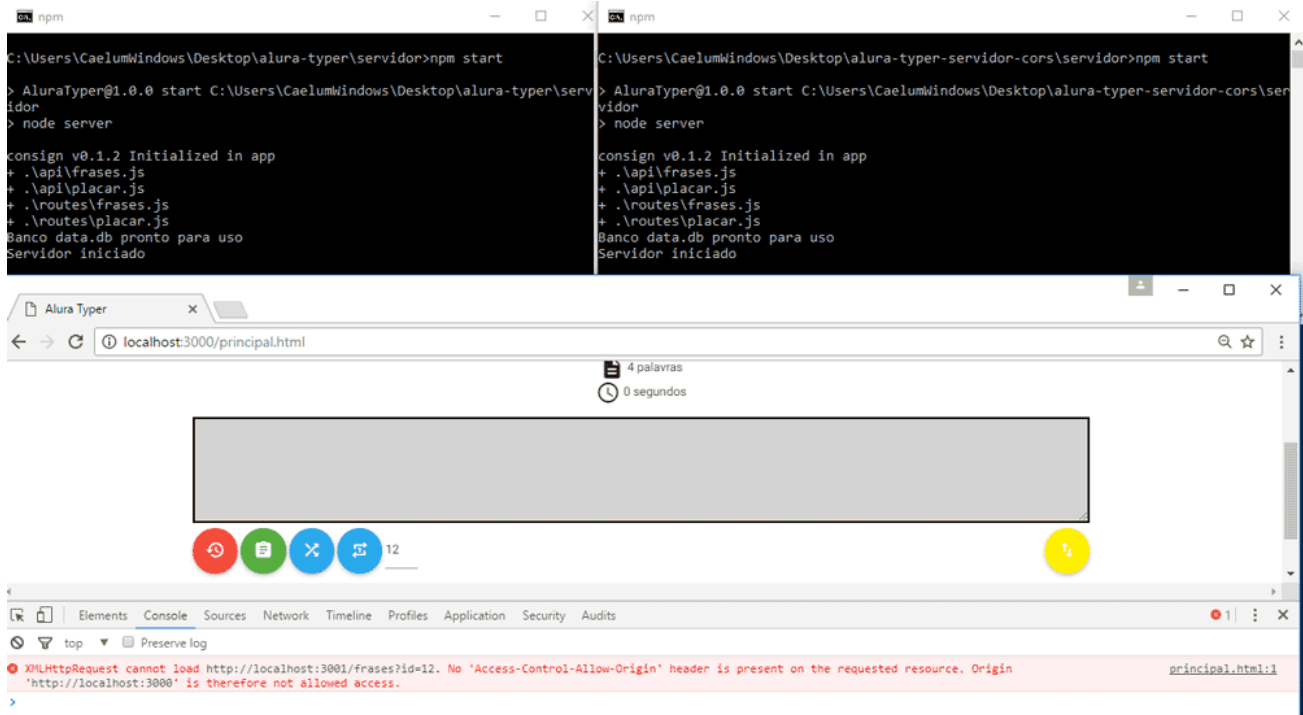 npm
C:\Users\CaelumWindows\Desktop\alura-typer\servidor>npm start
> AluraTyper@1.0.0 start C:\Users\CaelumWindows\Desktop\alura-typer\serv
idor
> node server
consign v0.1.2 Initialized in app
+ .\api\frases.js
+ .\api\placar.js
+ .\routes\frases.js
+ .\routes\placar.js
Banco data.db pronto para uso
Servidor iniciado
npm
C:\Users\CaelumWindows\Desktop\alura-typer-servidor-cors\servidor>npm start
> AluraTyper@1.0.0 start C:\Users\CaelumWindows\Desktop\alura-typer-servidor-cors\ser
vidor
> node server
consign v0.1.2 Initialized in app
+ .\api\frases.js
+ .\api\placar.js
+ .\routes\frases.js
+ .\routes\placar.js
Banco data.db pronto para uso
Servidor iniciado
Alura Typer
localhost:3000/principal.html
4 palavras
0 segundos
12
Elements Console Sources Network Timeline Profiles Application Security Audits 1
top Preserve log
XMLHttpRequest cannot load http://localhost:3001/frases?id=12. No 'Access-Control-Allow-Origin' header is present on the requested resource. Origin principal.html:1
'http://localhost:3000' is therefore not allowed access.
>